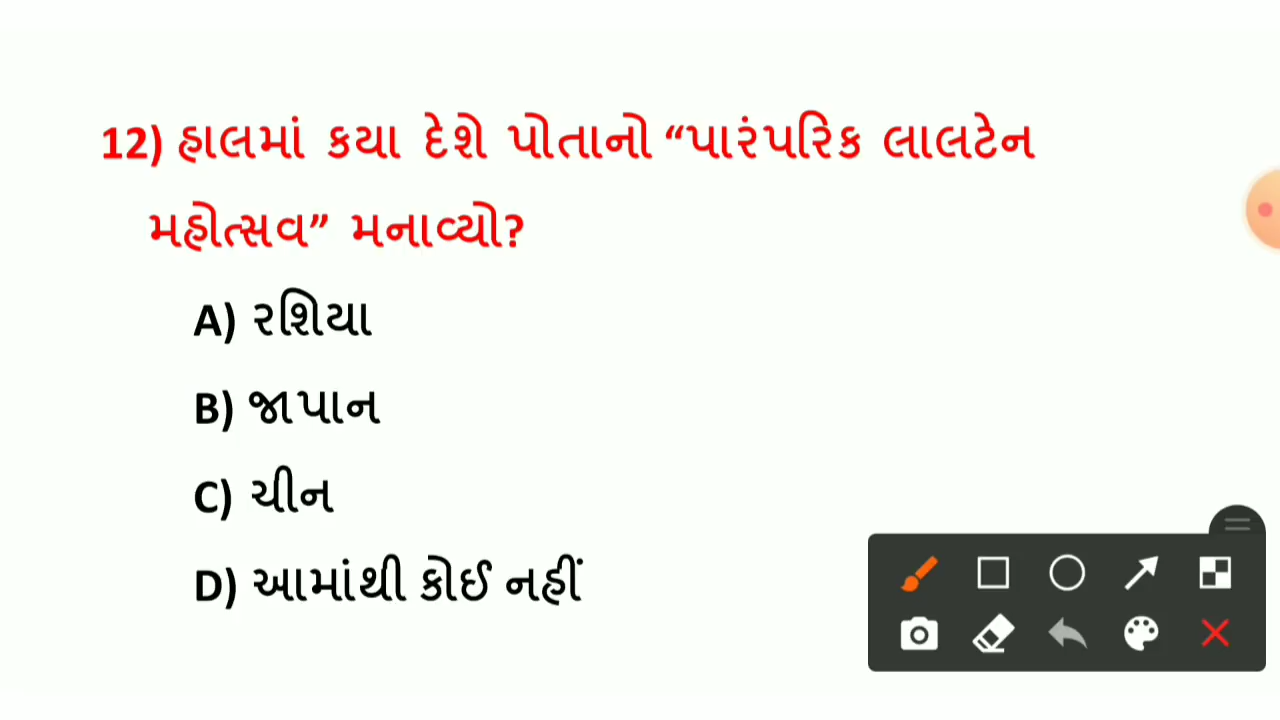 12) હાલમાં કયા દેશે પોતાનો “પારંપરિક લાલટેન
મહોત્સવ” મનાવ્યો?
A) રશિયા
B) જાપાન
C) ચીન
D) આમાંથી કોઈ નહીં